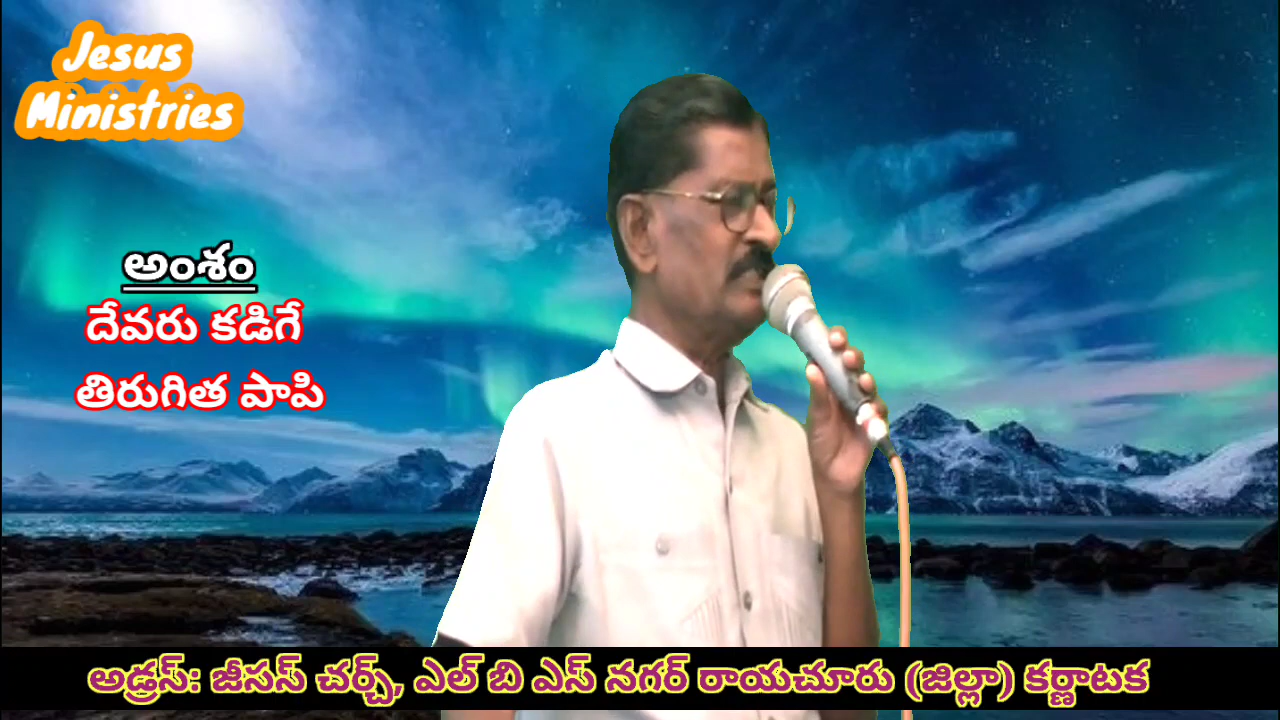 Jesus
Ministries
అంశం
దేవరు కడిగే
తిరుగిత పాపి
అడ్రస్: జీసస్ చర్చ్, ఎల్ బి ఎస్ నగర్ రాయచూరు (జిల్లా) కర్ణాటక